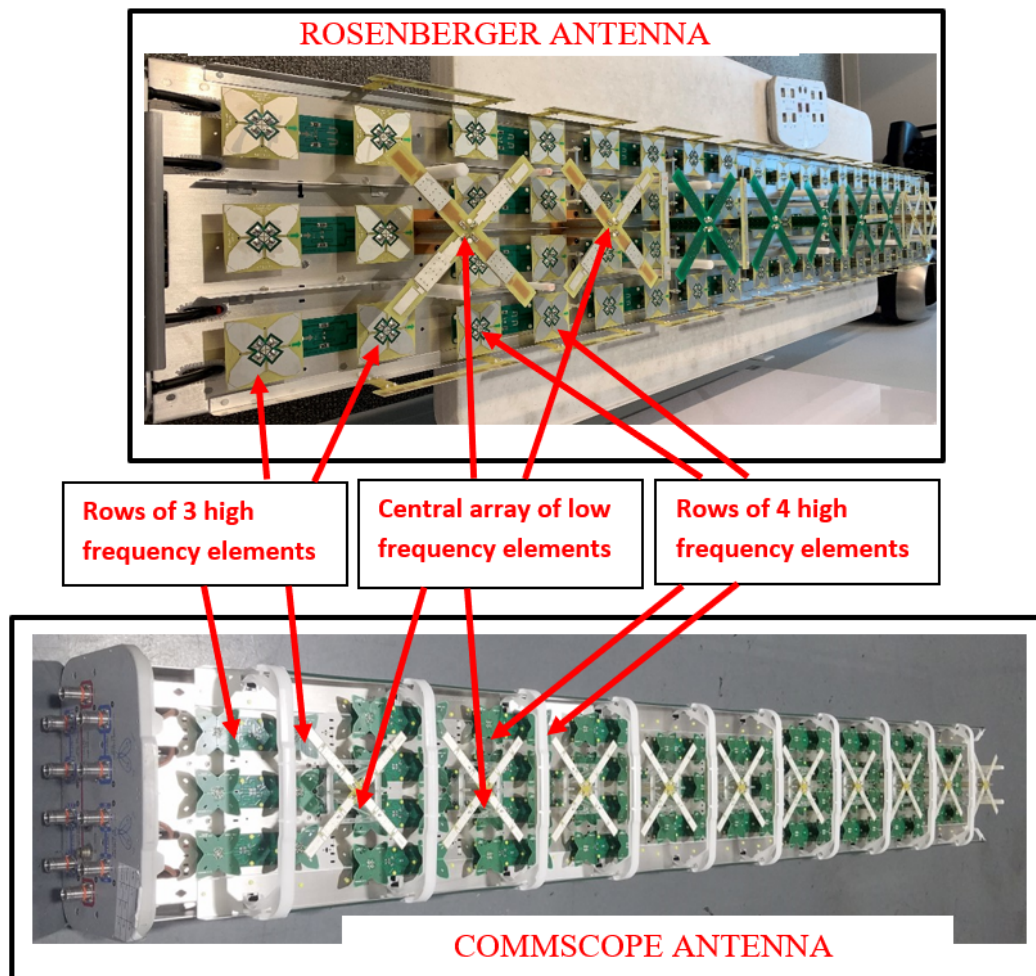 ROSENBERGER ANTENNA
Rows of 3 high
frequency elements
Central array of low
frequency elements
Rows of 4 high
frequency elements
COMMSCOPE ANTENNA